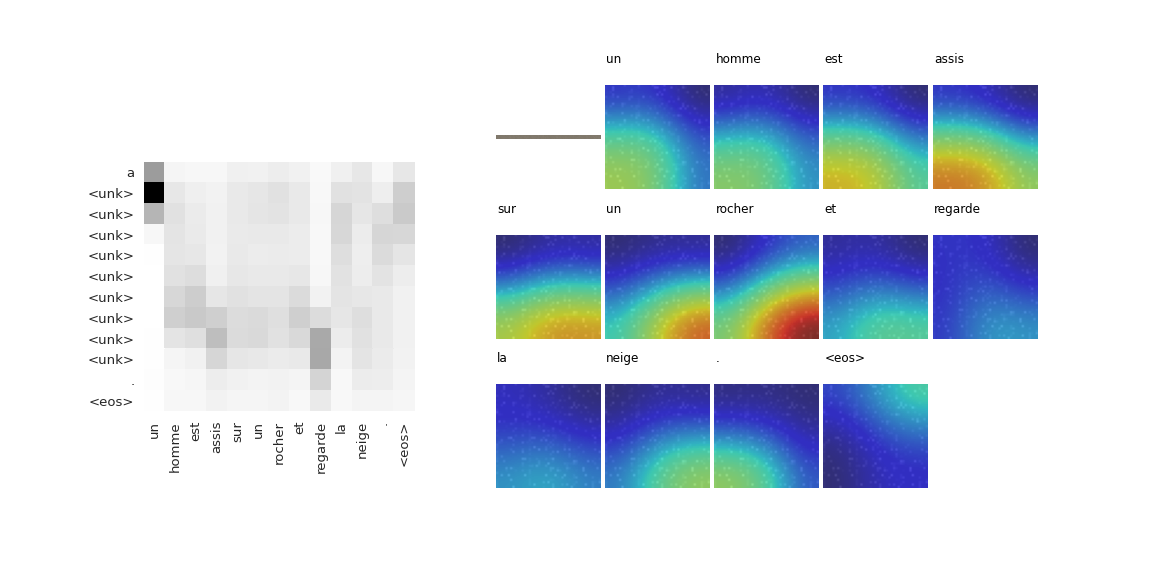 a
<unk>
<unk>
<unk>
<unk>
<unk>
<unk>
<unk>
<unk>
<unk>
.
<eos>
un
homme
est
assis
sur
un
rocher
et
regarde
la
neige
.
<eos>
un homme est assis
sur un rocher et regarde
la neige . <eos>